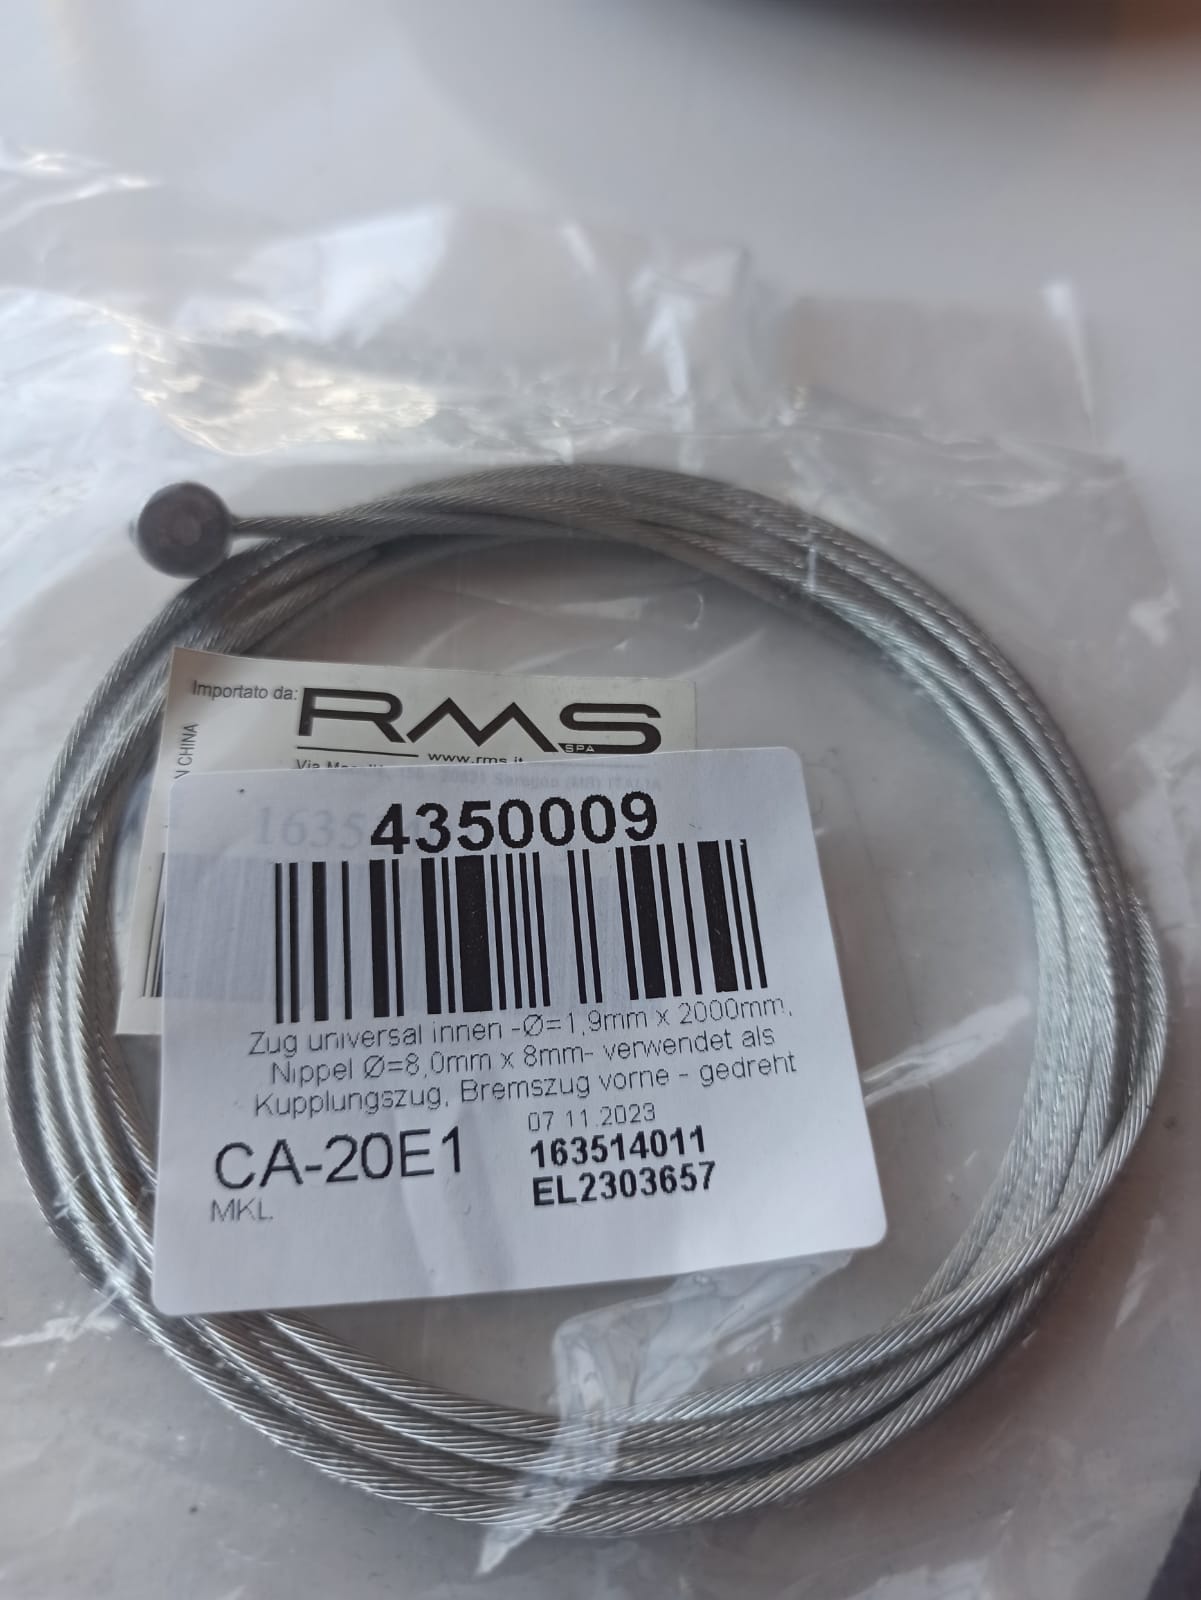 Importato da:
RMS
SPA
www.rms.it
N CHINA
4350009
Zug universal innen -Ø=1,9mm x 2000mm,
Nippel Ø=8,0mm x 8mm- verwendet als
Kupplungszug, Bremszug vorne - gedreht
07.11.2023
CA-20E1
163514011
EL2303657
MKL